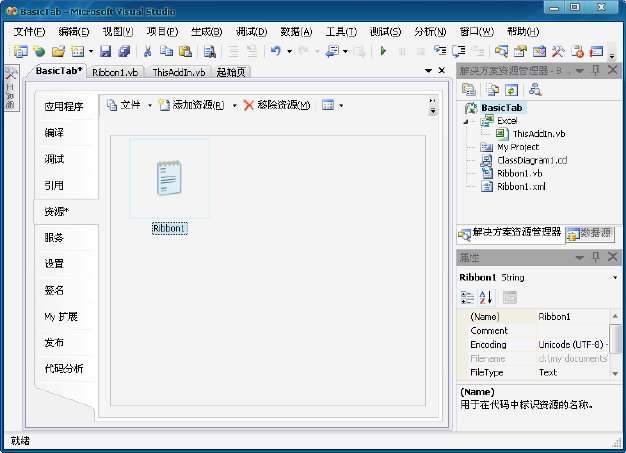 BasicTab - Microsoft Visual Studio
文件(F) 编辑(E) 视图(V) 项目(P) 生成(B) 调试(D) 数据(A) 工具(T) 测试(S) 分析(N) 窗口(W) 帮助(H)
工具箱
BasicTab* Ribbon1.vb ThisAddIn.vb 起始页
应用程序
编译
调试
引用
资源*
服务
设置
签名
My 扩展
发布
代码分析
文件 添加资源(R) 移除资源(M)
Ribbon1
解决方案资源管理器 - B...
BasicTab
Excel
ThisAddIn.vb
My Project
ClassDiagram1.cd
Ribbon1.vb
Ribbon1.xml
解决方案资源管理器 数据源
属性
Ribbon1 String
(Name) Ribbon1
Comment
Encoding Unicode (UTF-8) -
Filename d:\my documents\
FileType Text
(Name)
用于在代码中标识资源的名称。
就绪